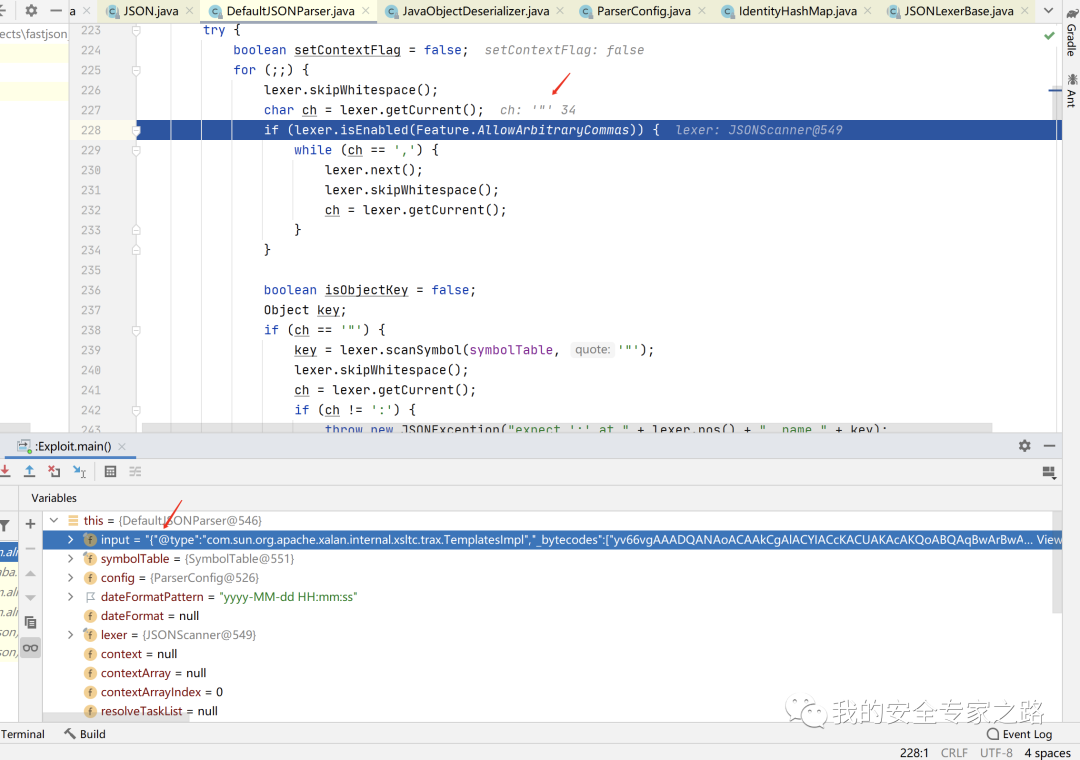 a JSON.java DefaultJSONParser.java JavaObjectDeserializer.java ParserConfig.java IdentityHashMap.java JSONLexerBase.java
ects\fastjson
Gradle
Ant
223 try {
224 boolean setContextFlag = false; setContextFlag: false
225 for (;;) {
226 lexer.skipWhitespace();
227 char ch = lexer.getCurrent(); ch: '"' 34
228 if (lexer.isEnabled(Feature.AllowArbitraryCommas)) { lexer: JSONScanner@549
229 while (ch == ',') {
230 lexer.next();
231 lexer.skipWhitespace();
232 ch = lexer.getCurrent();
233 }
234 }
235
236 boolean isObjectKey = false;
237 Object key;
238 if (ch == '"') {
239 key = lexer.scanSymbol(symbolTable, quote: '"');
240 lexer.skipWhitespace();
241 ch = lexer.getCurrent();
242 if (ch != ':') {
243 throw new JSONException("expect ':' at " + lexer.pos() + ", name " + key);
:Exploit.main()
Variables
this = {DefaultJSONParser@546}
input = "{"@type":"com.sun.org.apache.xalan.internal.xsltc.trax.TemplatesImpl","_bytecodes":["yv66vgAAADQANAoACAAkCgAlACYIACcKACUAKAcAKQoABQAqBwArBwA... View
symbolTable = {SymbolTable@551}
config = {ParserConfig@526}
dateFormatPattern = "yyyy-MM-dd HH:mm:ss"
dateFormat = null
lexer = {JSONScanner@549}
context = null
contextArray = null
contextArrayIndex = 0
resolveTaskList = null
我的安全专家之路
Terminal Build Event Log
228:1 CRLF UTF-8 4 spaces